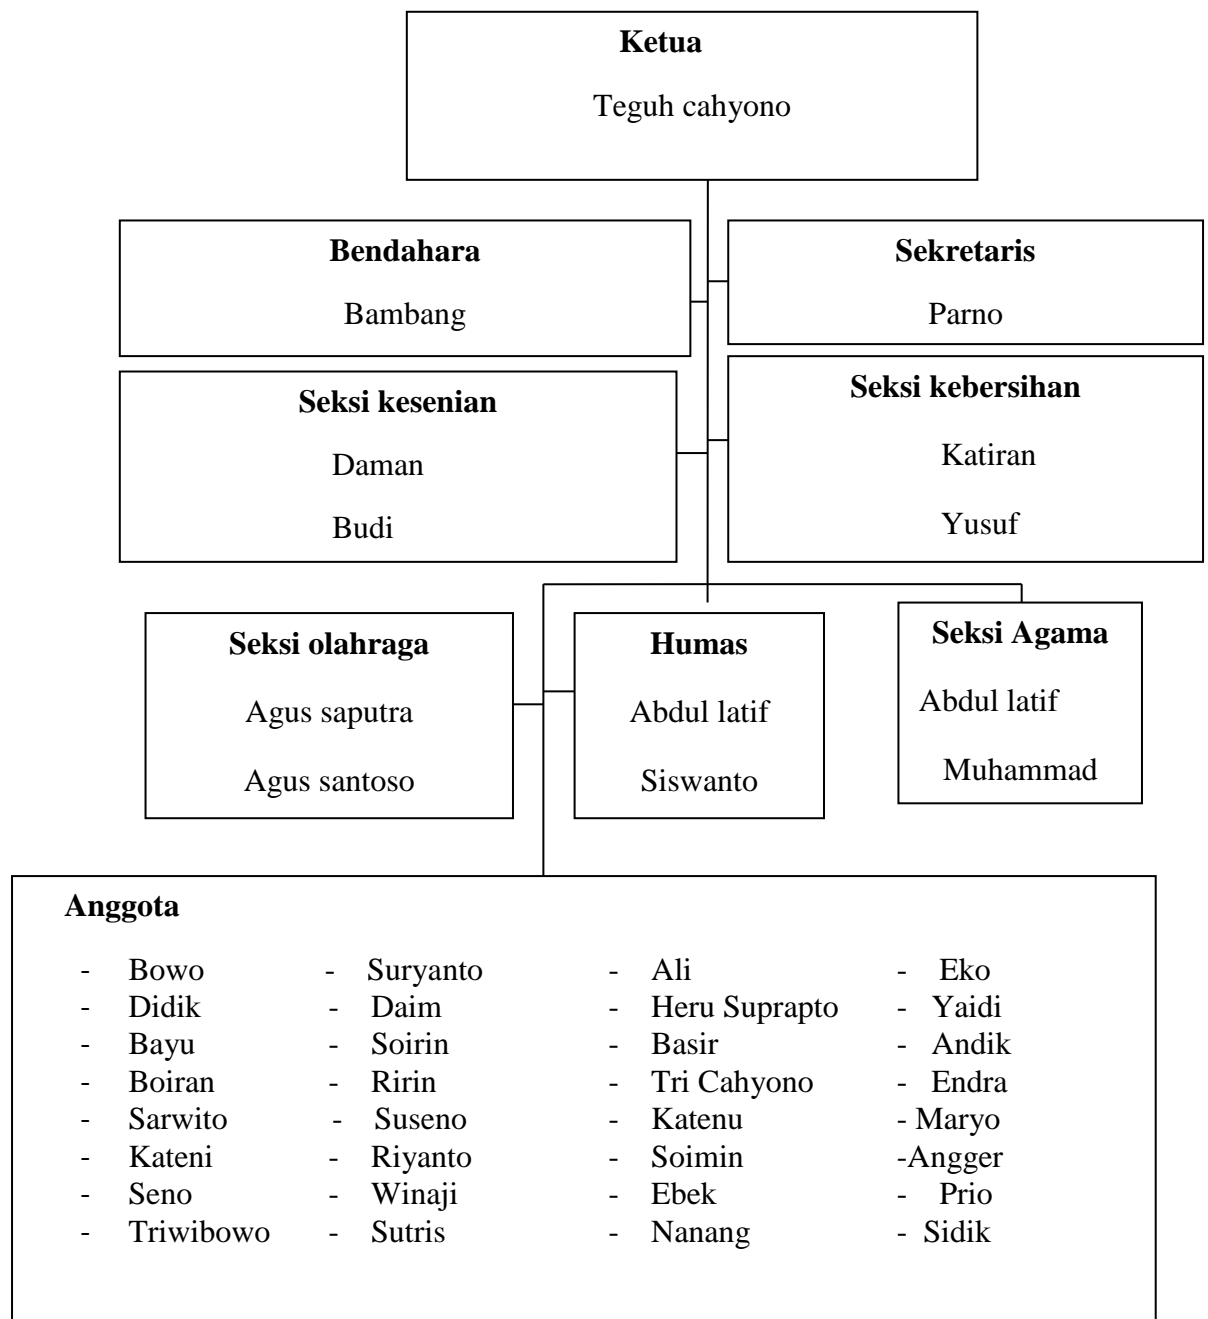 Ketua
Teguh cahyono
Bendahara
Bambang
Sekretaris
Parno
Seksi kesenian
Daman
Budi
Seksi kebersihan
Katiran
Yusuf
Seksi olahraga
Agus saputra
Agus santoso
Humas
Abdul latif
Siswanto
Seksi Agama
Abdul latif
Muhammad
Anggota
- Bowo - Suryanto - Ali - Eko
- Didik - Daim - Heru Suprapto - Yaidi
- Bayu - Soirin - Basir - Andik
- Boiran - Ririn - Tri Cahyono - Endra
- Sarwito - Suseno - Katenu - Maryo
- Kateni - Riyanto - Soimin -Angger
- Seno - Winaji - Ebek - Prio
- Triwibowo - Sutris - Nanang - Sidik